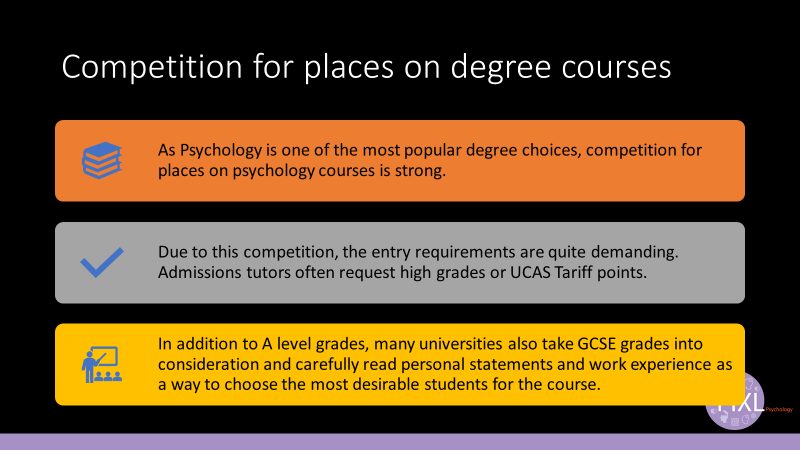 Competition for places on degree courses
As Psychology is one of the most popular degree choices, competition for
places on psychology courses is strong.
Due to this competition, the entry requirements are quite demanding.
Admissions tutors often request high grades or UCAS Tariff points.
In addition to A level grades, many universities also take GCSE grades into
consideration and carefully read personal statements and work experience as
a way to choose the most desirable students for the course.
Psychology